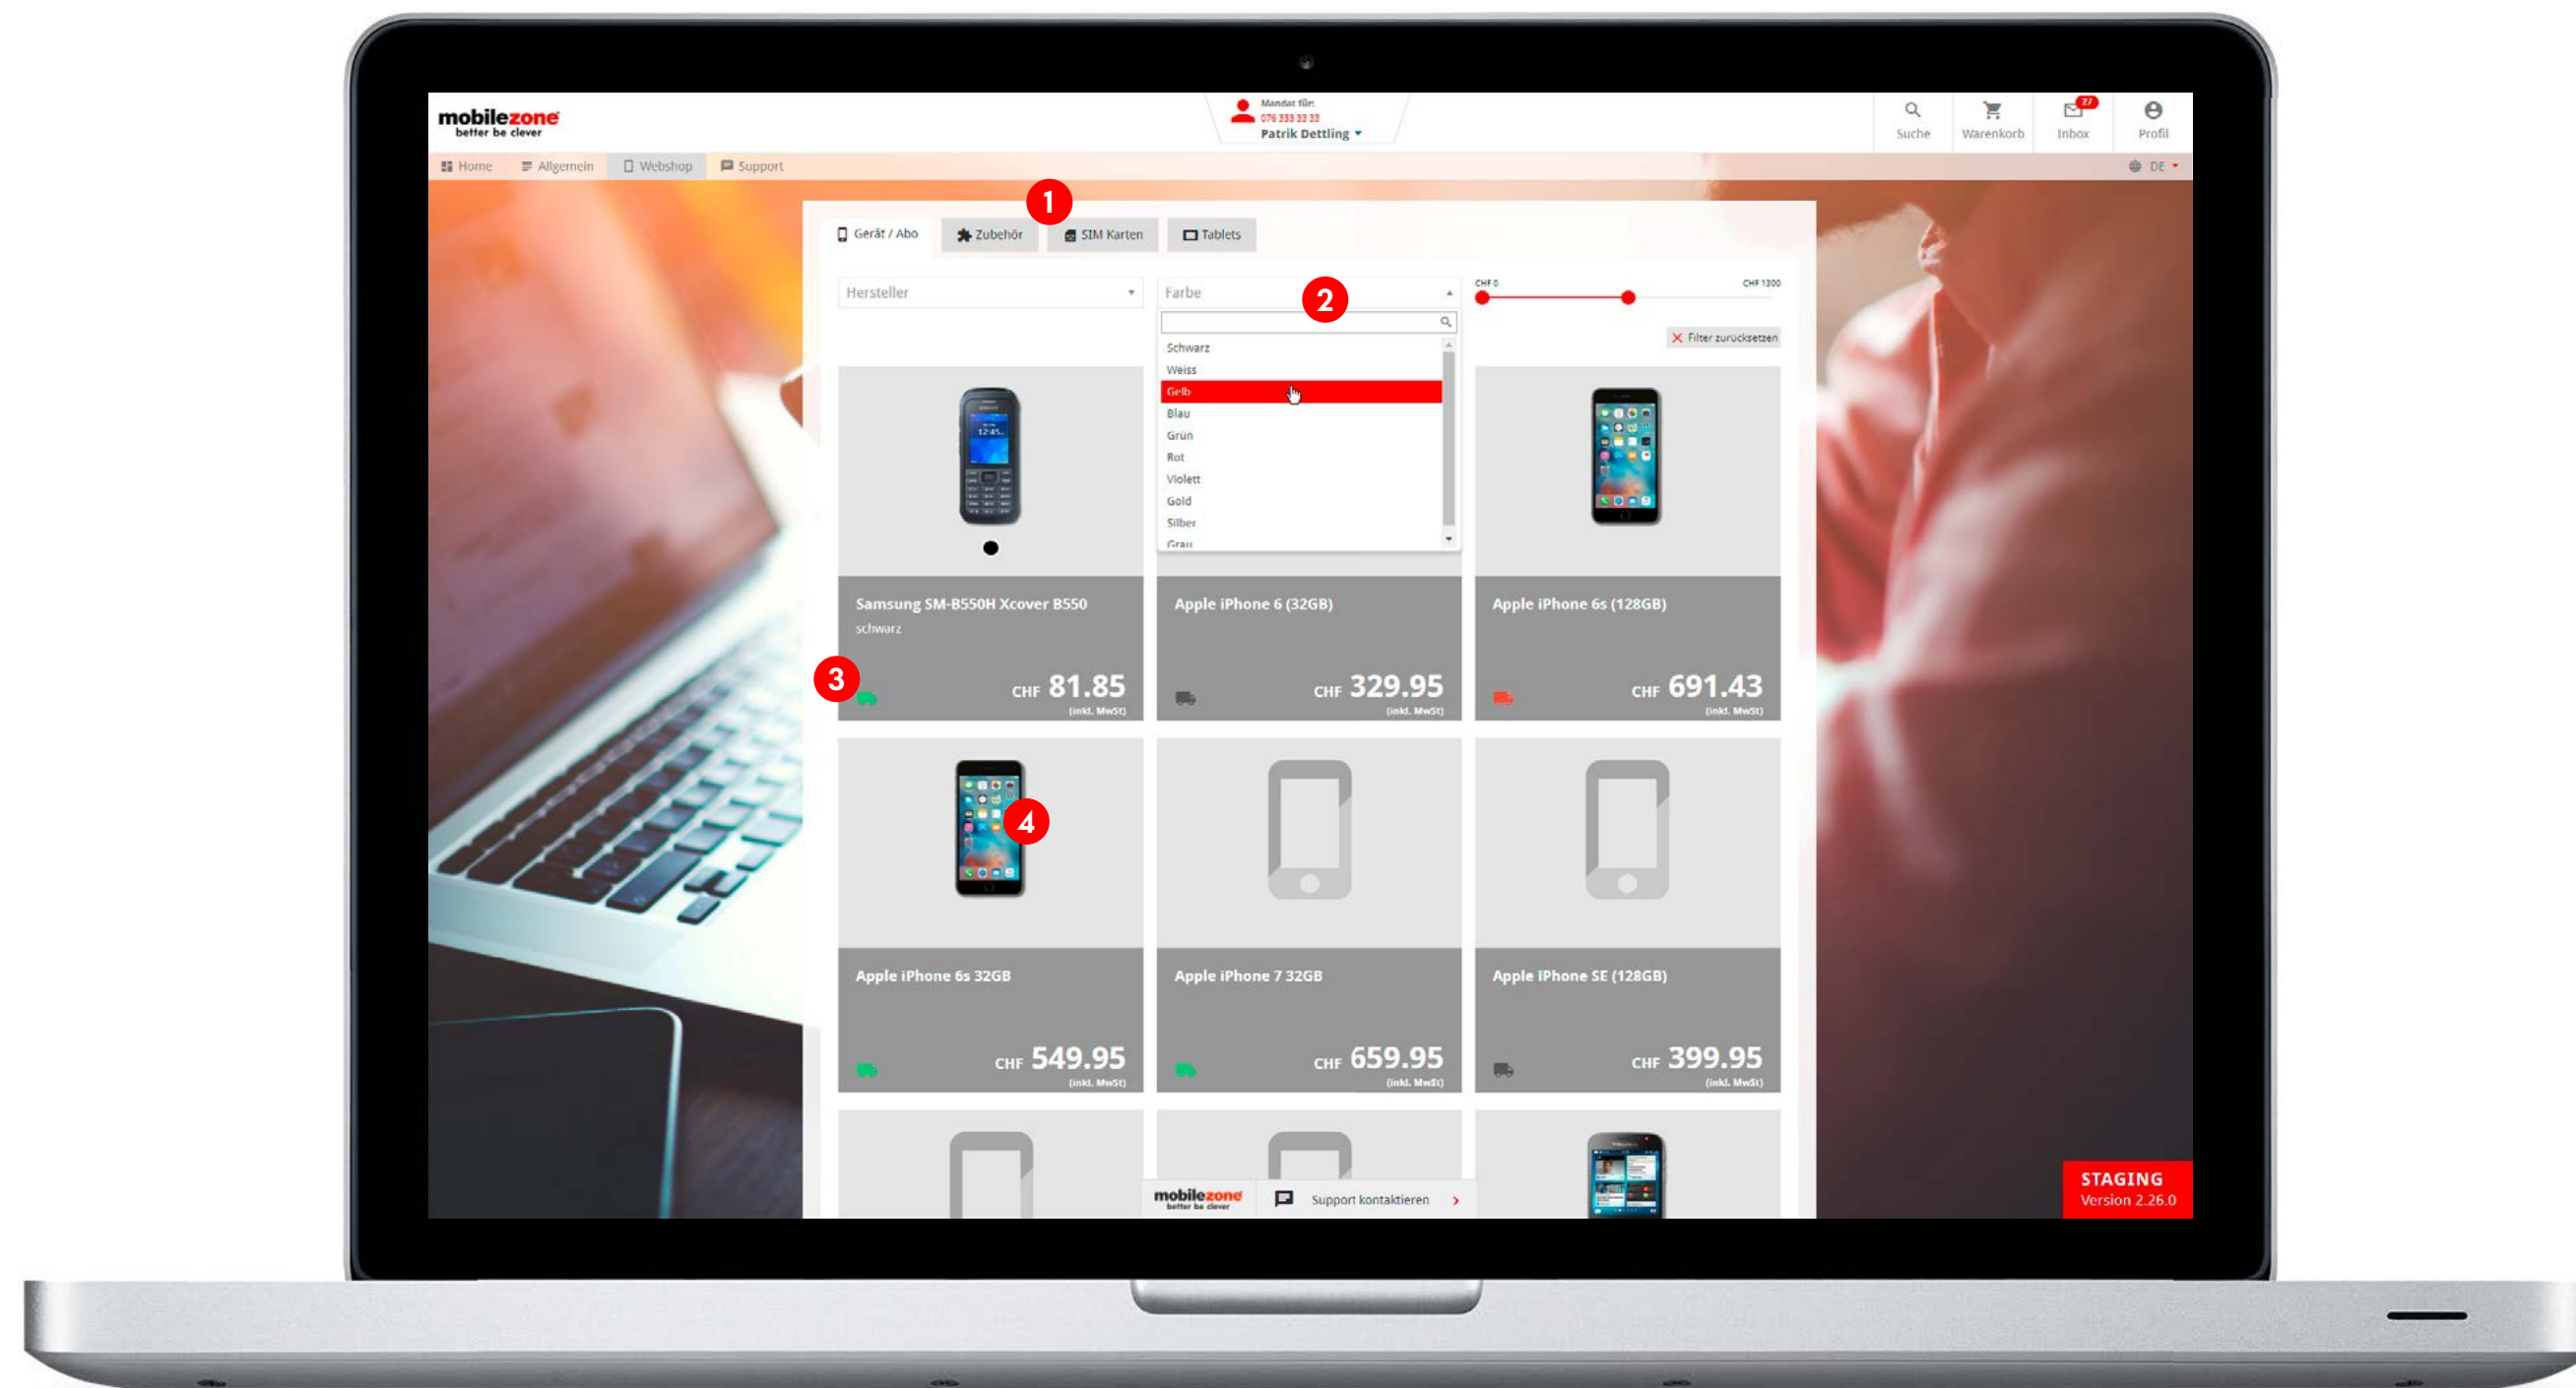 mobilezone
better be clever
Mandat für:
076 333 33 33
Patrik Dettling
Suche
Warenkorb
27
Inbox
Profil
Home
Allgemein
Webshop
Support
DE
1
Gerät / Abo
Zubehör
SIM Karten
Tablets
Hersteller
Farbe
2
CHF 0
CHF 1300
Filter zurücksetzen
Schwarz
Weiss
Gelb
Blau
Grün
Rot
Violett
Gold
Silber
Grau
12:45
Samsung SM-B550H Xcover B550
schwarz
3
CHF 81.85
(inkl. MwSt)
Apple iPhone 6 (32GB)
CHF 329.95
(inkl. MwSt)
Apple iPhone 6s (128GB)
CHF 691.43
(inkl. MwSt)
4
Apple iPhone 6s 32GB
CHF 549.95
(inkl. MwSt)
Apple iPhone 7 32GB
CHF 659.95
(inkl. MwSt)
Apple iPhone SE (128GB)
CHF 399.95
(inkl. MwSt)
mobilezone
better be clever
Support kontaktieren
STAGING
Version 2.26.0